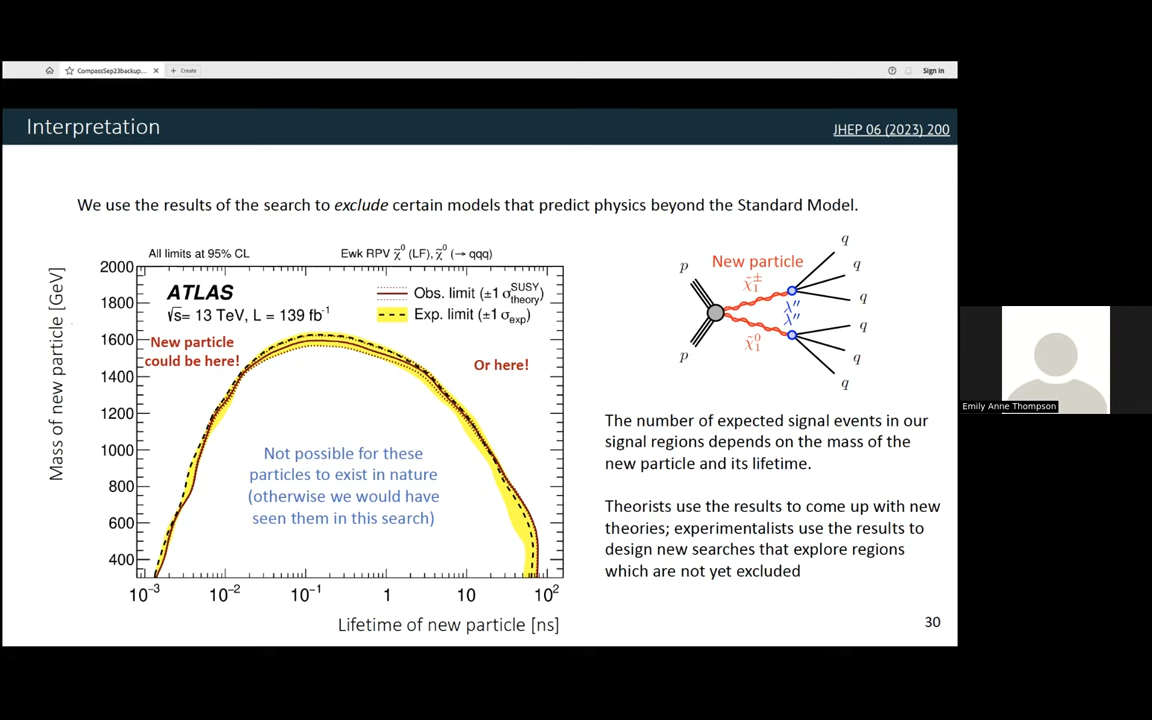 CompassSep23backup...
Create
Sign in
Interpretation
JHEP 06 (2023) 200
We use the results of the search to exclude certain models that predict physics beyond the Standard Model.
All limits at 95% CL
Ewk RPV χ̃⁰ (LF), χ̃⁰ (→ qqq)
ATLAS
√s= 13 TeV, L = 139 fb⁻¹
Obs. limit (±1 σ^SUSY_theory)
Exp. limit (±1 σ_exp)
New particle
could be here!
Or here!
Not possible for these
particles to exist in nature
(otherwise we would have
seen them in this search)
Mass of new particle [GeV]
2000
1800
1600
1400
1200
1000
800
600
400
10⁻³ 10⁻² 10⁻¹ 1 10 10²
Lifetime of new particle [ns]
p
p
New particle
χ̃₁^±
λ''
λ''
χ̃₁⁰
q
q
q
q
q
q
The number of expected signal events in our
signal regions depends on the mass of the
new particle and its lifetime.
Theorists use the results to come up with new
theories; experimentalists use the results to
design new searches that explore regions
which are not yet excluded
30
Emily Anne Thompson